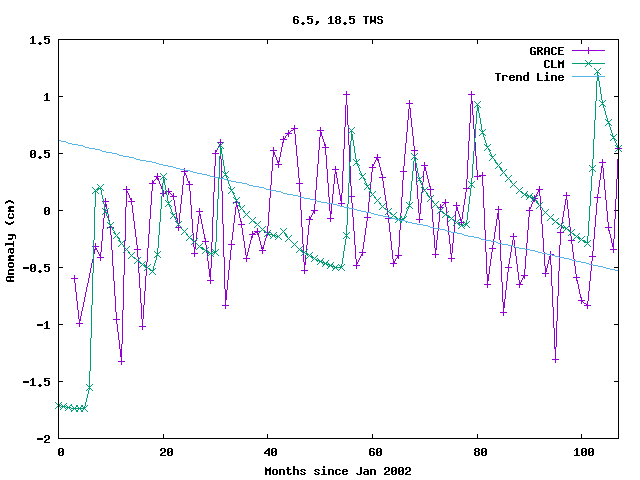 6.5, 18.5 TWS
GRACE
CLM
Trend Line
1.5
1
0.5
0
-0.5
-1
-1.5
-2
Anomaly (cm)
0 20 40 60 80 100
Months since Jan 2002